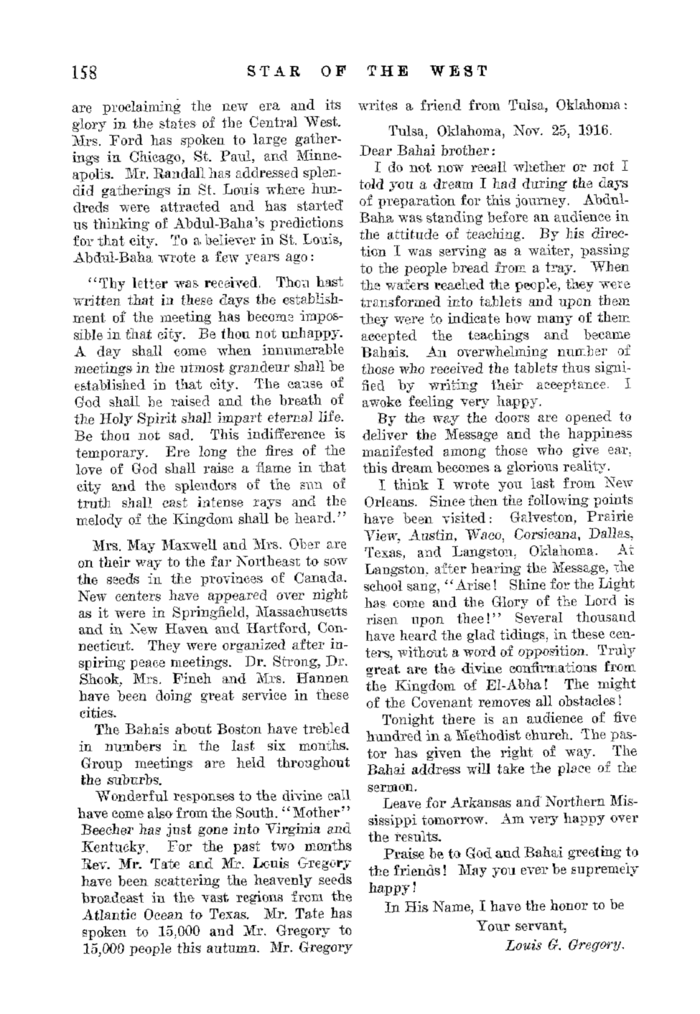 158 STAR OF THE WEST
are proclaiming the new era and its
glory in the states of the Central West.
Mrs. Ford has spoken to large gather-
ings in Chicago, St. Paul, and Minne-
apolis. Mr. Randall has addressed splen-
did gatherings in St. Louis where hun-
dreds were attracted and has started
us thinking of Abdul-Baha's predictions
for that city. To a believer in St. Louis,
Abdul-Baha wrote a few years ago:
"Thy letter was received. Thou hast
written that in these days the establish-
ment of the meeting has become impos-
sible in that city. Be thou not unhappy.
A day shall come when innumerable
meetings in the utmost grandeur shall be
established in that city. The cause of
God shall be raised and the breath of
the Holy Spirit shall impart eternal life.
Be thou not sad. This indifference is
temporary. Ere long the fires of the
love of God shall raise a flame in that
city and the splendors of the sun of
truth shall cast intense rays and the
melody of the Kingdom shall be heard."
Mrs. May Maxwell and Mrs. Ober are
on their way to the far Northeast to sow
the seeds in the provinces of Canada.
New centers have appeared over night
as it were in Springfield, Massachusetts
and in New Haven and Hartford, Con-
necticut. They were organized after in-
spiring peace meetings. Dr. Strong, Dr.
Shook, Mrs. Finch and Mrs. Hannen
have been doing great service in these
cities.
The Bahais about Boston have trebled
in numbers in the last six months.
Group meetings are held throughout
the suburbs.
Wonderful responses to the divine call
have come also from the South. "Mother"
Beecher has just gone into Virginia and
Kentucky. For the past two months
Rev. Mr. Tate and Mr. Louis Gregory
have been scattering the heavenly seeds
broadcast in the vast regions from the
Atlantic Ocean to Texas. Mr. Tate has
spoken to 15,000 and Mr. Gregory to
15,000 people this autumn. Mr. Gregory
writes a friend from Tulsa, Oklahoma:
Tulsa, Oklahoma, Nov. 25, 1916.
Dear Bahai brother:
I do not now recall whether or not I
told you a dream I had during the days
of preparation for this journey. Abdul-
Baha was standing before an audience in
the attitude of teaching. By his direc-
tion I was serving as a waiter, passing
to the people bread from a tray. When
the wafers reached the people, they were
transformed into tablets and upon them
they were to indicate how many of them
accepted the teachings and became
Bahais. An overwhelming number of
those who received the tablets thus signi-
fied by writing their acceptance. I
awoke feeling very happy.
By the way the doors are opened to
deliver the Message and the happiness
manifested among those who give ear,
this dream becomes a glorious reality.
I think I wrote you last from New
Orleans. Since then the following points
have been visited: Galveston, Prairie
View, Austin, Waco, Corsicana, Dallas,
Texas, and Langston, Oklahoma. At
Langston, after hearing the Message, the
school sang, "Arise! Shine for the Light
has come and the Glory of the Lord is
risen upon thee!" Several thousand
have heard the glad tidings, in these cen-
ters, without a word of opposition. Truly
great are the divine confirmations from
the Kingdom of El-Abha! The might
of the Covenant removes all obstacles!
Tonight there is an audience of five
hundred in a Methodist church. The pas-
tor has given the right of way. The
Bahai address will take the place of the
sermon.
Leave for Arkansas and Northern Mis-
sissippi tomorrow. Am very happy over
the results.
Praise be to God and Bahai greeting to
the friends! May you ever be supremely
happy!
In His Name, I have the honor to be
Your servant,
Louis G. Gregory.